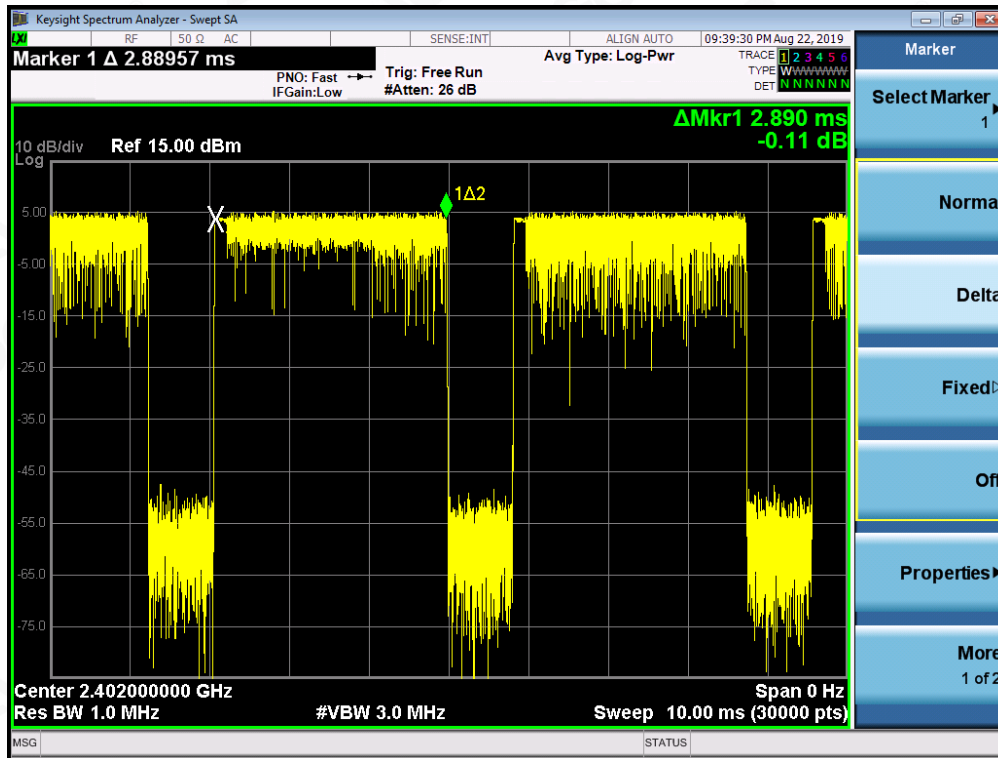 Keysight Spectrum Analyzer - Swept SA
LXI RF 50 Ω AC SENSE:INT ALIGN AUTO 09:39:30 PM Aug 22, 2019
Marker 1 Δ 2.88957 ms
PNO: Fast
IFGain:Low
Trig: Free Run
#Atten: 26 dB
Avg Type: Log-Pwr
TRACE 1 2 3 4 5 6
TYPE WWWWWW
DET N N N N N N
ΔMkr1 2.890 ms
-0.11 dB
10 dB/div Ref 15.00 dBm
Log
1Δ2
5.00
-5.00
-15.0
-25.0
-35.0
-45.0
-55.0
-65.0
-75.0
Center 2.402000000 GHz Span 0 Hz
Res BW 1.0 MHz #VBW 3.0 MHz Sweep 10.00 ms (30000 pts)
MSG STATUS
Marker
Select Marker
1
Norma
Delta
Fixed
Off
Properties
More
1 of 2